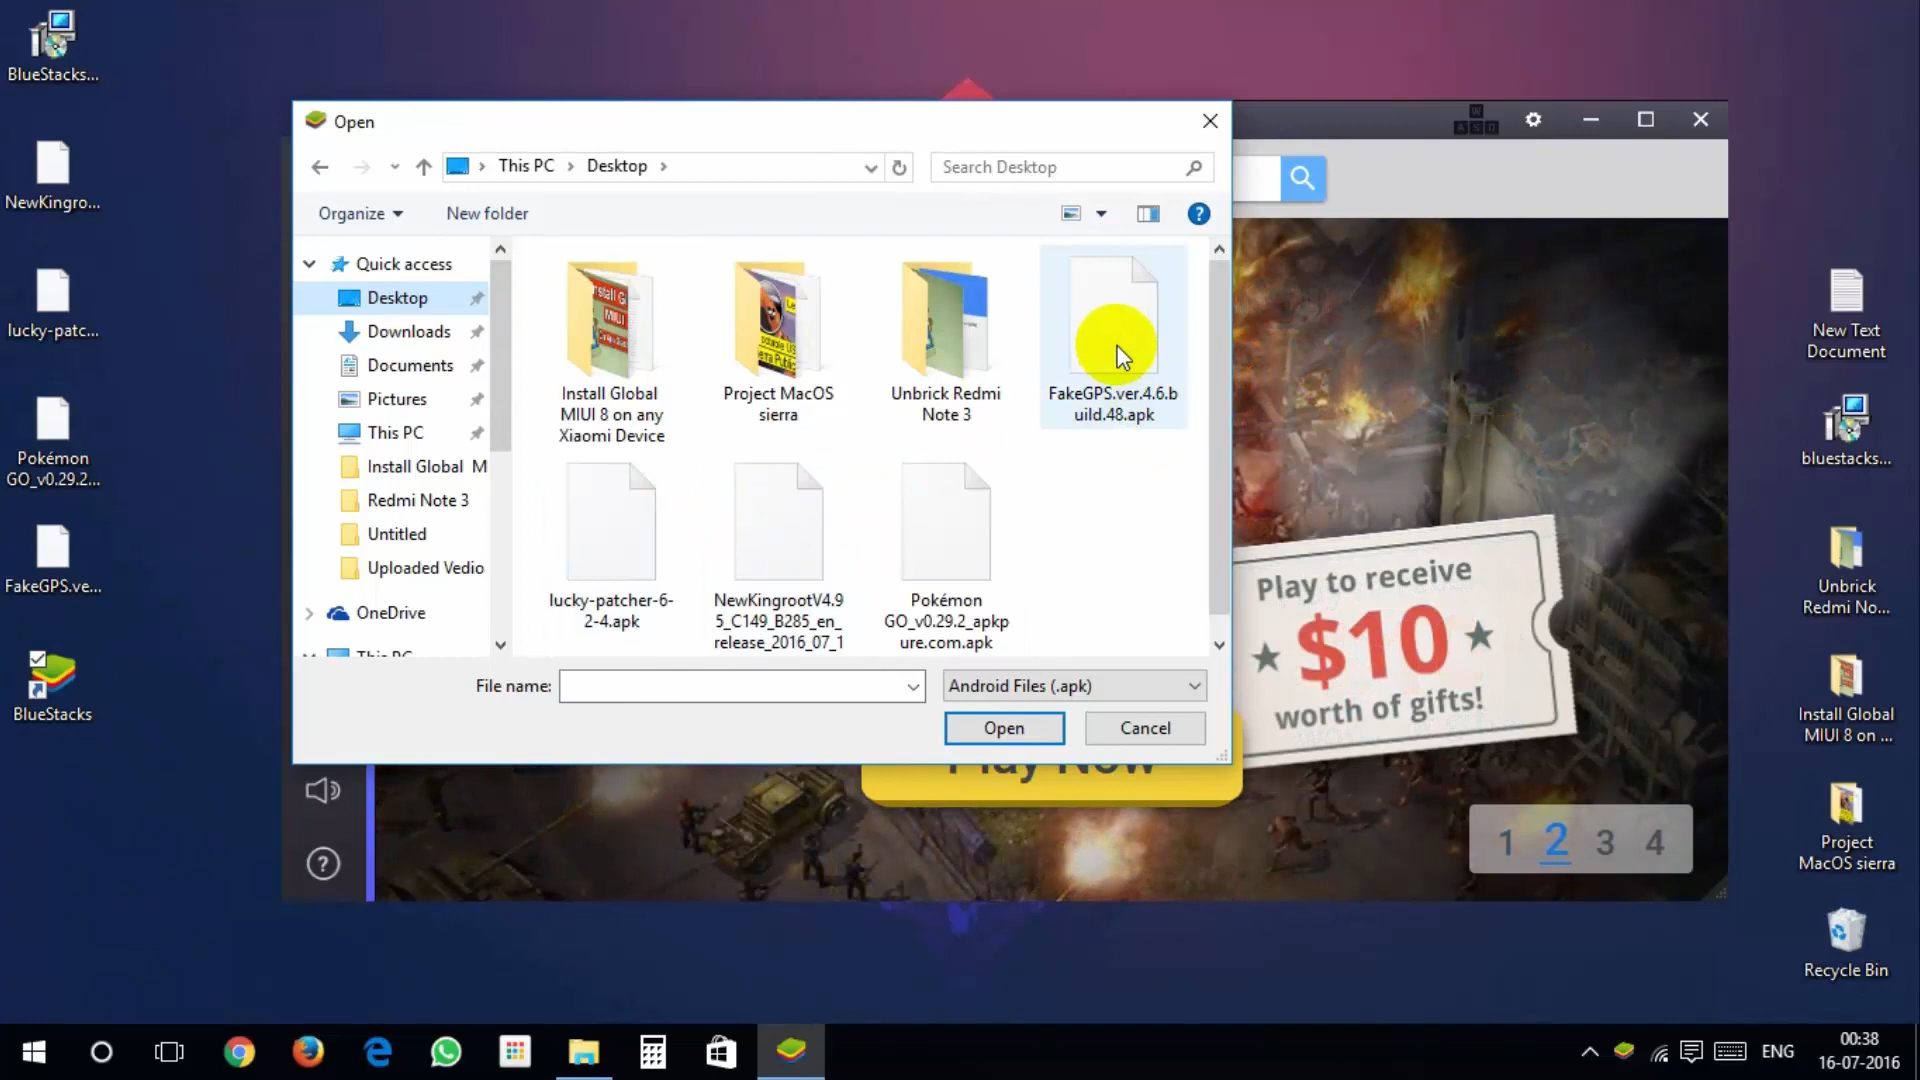 BlueStacks...
NewKingro...
lucky-patc...
Pokémon
GO_v0.29.2...
FakeGPS.ve...
BlueStacks
Open
This PC
Desktop
Search Desktop
Organize
New folder
?
Quick access
Desktop
Downloads
Documents
Pictures
This PC
Install Global M
Redmi Note 3
Untitled
Uploaded Vedio
OneDrive
This PC
Install Global
MIUI 8 on any
Xiaomi Device
Project MacOS
sierra
Unbrick Redmi
Note 3
FakeGPS.ver.4.6.b
uild.48.apk
lucky-patcher-6-
2-4.apk
NewKingrootV4.9
5_C149_B285_en_
release_2016_07_1
Pokémon
GO_v0.29.2_apkp
ure.com.apk
File name:
Android Files (.apk)
Open
Cancel
W
A S D
Play to receive
$10
worth of gifts!
Play Now
1 2 3 4
?
New Text
Document
bluestacks...
Unbrick
Redmi No...
Install Global
MIUI 8 on ...
Project
MacOS sierra
Recycle Bin
ENG
00:38
16-07-2016